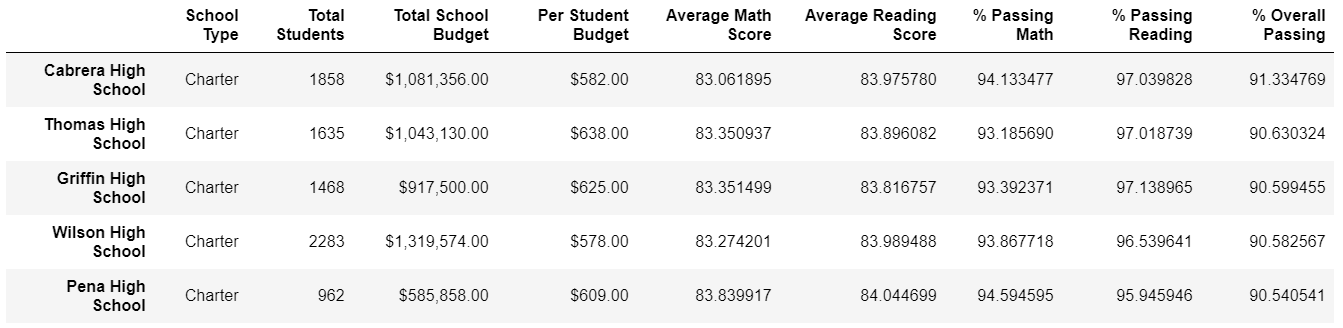 School Type Total Students Total School Budget Per Student Budget Average Math Score Average Reading Score % Passing Math % Passing Reading % Overall Passing
Cabrera High School Charter 1858 $1,081,356.00 $582.00 83.061895 83.975780 94.133477 97.039828 91.334769
Thomas High School Charter 1635 $1,043,130.00 $638.00 83.350937 83.896082 93.185690 97.018739 90.630324
Griffin High School Charter 1468 $917,500.00 $625.00 83.351499 83.816757 93.392371 97.138965 90.599455
Wilson High School Charter 2283 $1,319,574.00 $578.00 83.274201 83.989488 93.867718 96.539641 90.582567
Pena High School Charter 962 $585,858.00 $609.00 83.839917 84.044699 94.594595 95.945946 90.540541